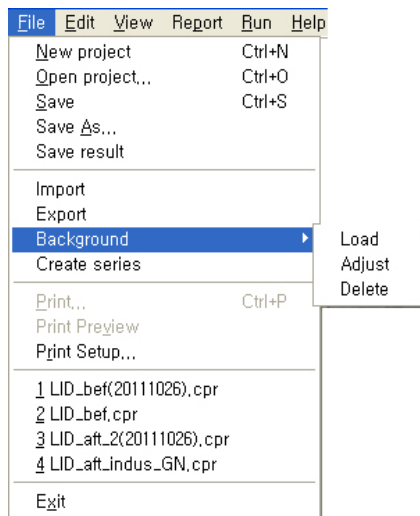 File Edit View Report Run Help
New project Ctrl+N
Open project... Ctrl+O
Save Ctrl+S
Save As...
Save result
Import
Export
Background
Load
Create series
Adjust
Delete
Print... Ctrl+P
Print Preview
Print Setup...
1 LID_bef(20111026).cpr
2 LID_bef.cpr
3 LID_aft_2(20111026).cpr
4 LID_aft_indus_GN.cpr
Exit